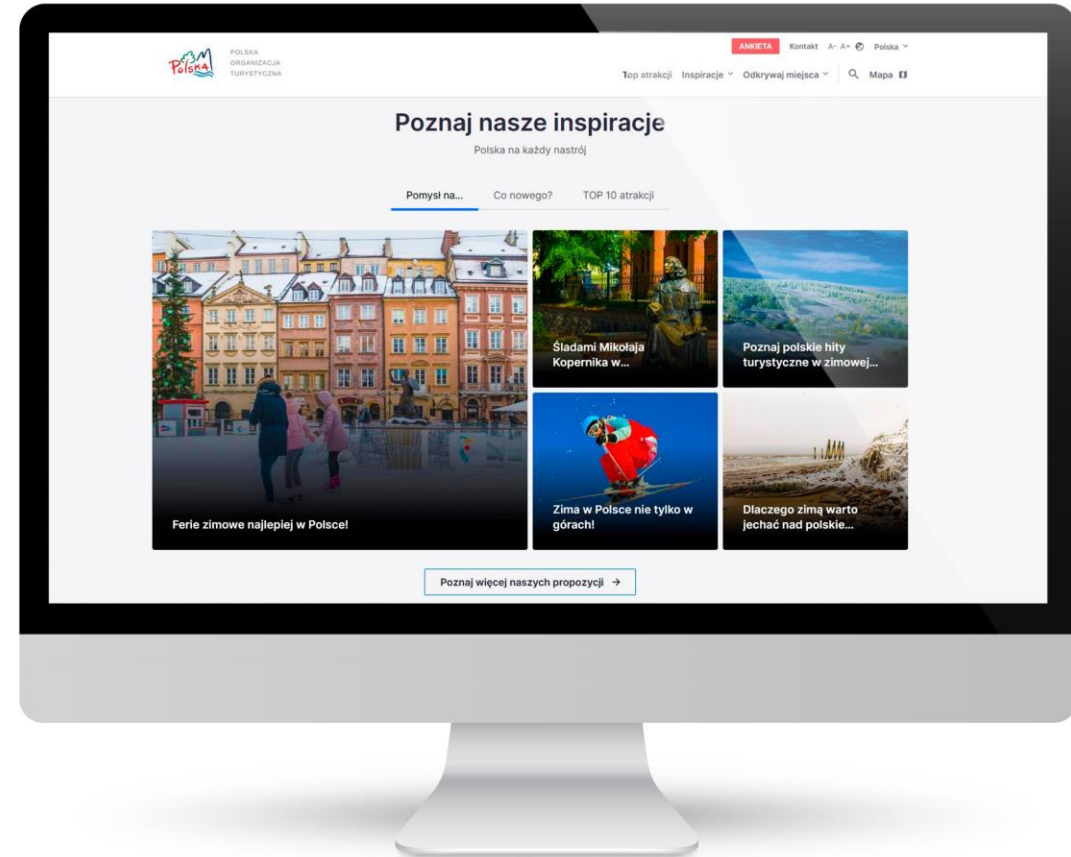 Polska
POLSKA
ORGANIZACJA
TURYSTYCZNA
ANKIETA Kontakt A- A+ Polska
Top atrakcji Inspiracje Odkrywaj miejsca Mapa
Poznaj nasze inspiracje
Polska na każdy nastrój
Pomysł na... Co nowego? TOP 10 atrakcji
Ferie zimowe najlepiej w Polsce!
Śladami Mikołaja
Kopernika w...
Poznaj polskie hity
turystyczne w zimowej...
Zima w Polsce nie tylko w
górach!
Dlaczego zimą warto
jechać nad polskie...
Poznaj więcej naszych propozycji →